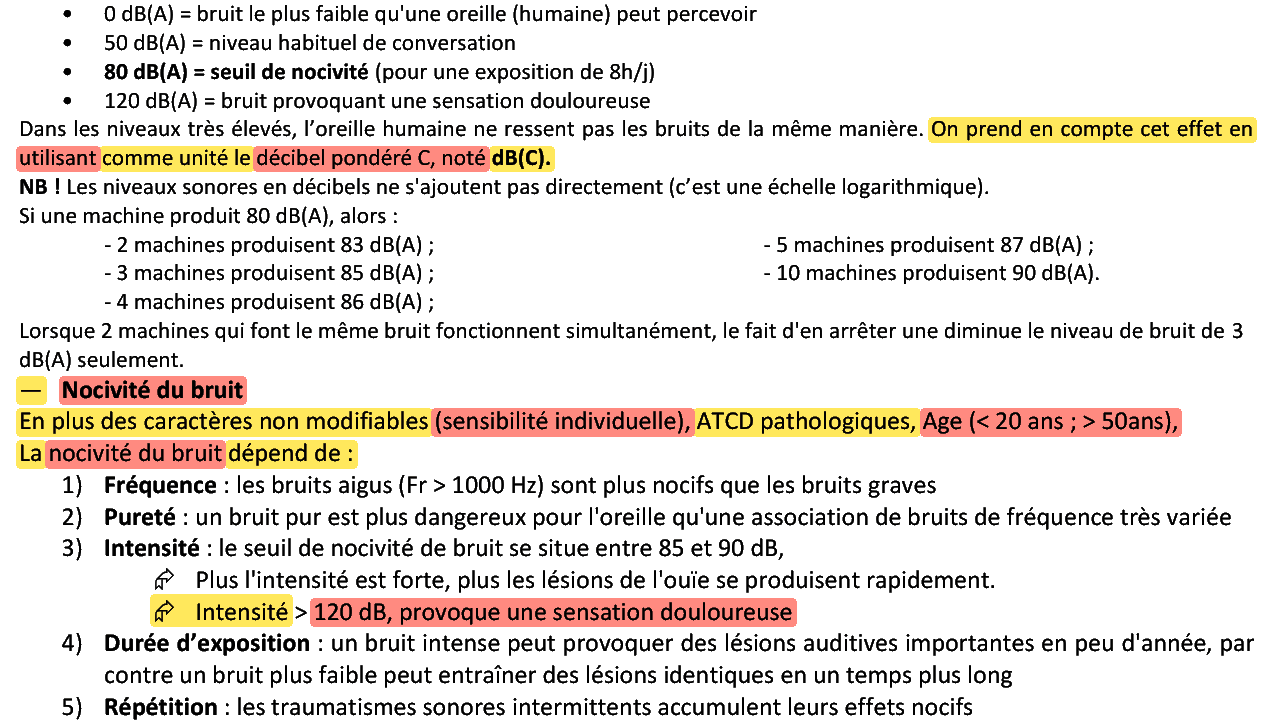 • 0 dB(A) = bruit le plus faible qu'une oreille (humaine) peut percevoir
• 50 dB(A) = niveau habituel de conversation
• 80 dB(A) = seuil de nocivité (pour une exposition de 8h/j)
• 120 dB(A) = bruit provoquant une sensation douloureuse
Dans les niveaux très élevés, l’oreille humaine ne ressent pas les bruits de la même manière. On prend en compte cet effet en
utilisant comme unité le décibel pondéré C, noté dB(C).
NB ! Les niveaux sonores en décibels ne s'ajoutent pas directement (c’est une échelle logarithmique).
Si une machine produit 80 dB(A), alors :
- 2 machines produisent 83 dB(A) ;
- 3 machines produisent 85 dB(A) ;
- 4 machines produisent 86 dB(A) ;
- 5 machines produisent 87 dB(A) ;
- 10 machines produisent 90 dB(A).
Lorsque 2 machines qui font le même bruit fonctionnent simultanément, le fait d'en arrêter une diminue le niveau de bruit de 3
dB(A) seulement.
— Nocivité du bruit
En plus des caractères non modifiables (sensibilité individuelle), ATCD pathologiques, Age (< 20 ans ; > 50ans),
La nocivité du bruit dépend de :
1) Fréquence : les bruits aigus (Fr > 1000 Hz) sont plus nocifs que les bruits graves
2) Pureté : un bruit pur est plus dangereux pour l'oreille qu'une association de bruits de fréquence très variée
3) Intensité : le seuil de nocivité de bruit se situe entre 85 et 90 dB,
Plus l'intensité est forte, plus les lésions de l'ouïe se produisent rapidement.
Intensité > 120 dB, provoque une sensation douloureuse
4) Durée d’exposition : un bruit intense peut provoquer des lésions auditives importantes en peu d'année, par
contre un bruit plus faible peut entraîner des lésions identiques en un temps plus long
5) Répétition : les traumatismes sonores intermittents accumulent leurs effets nocifs